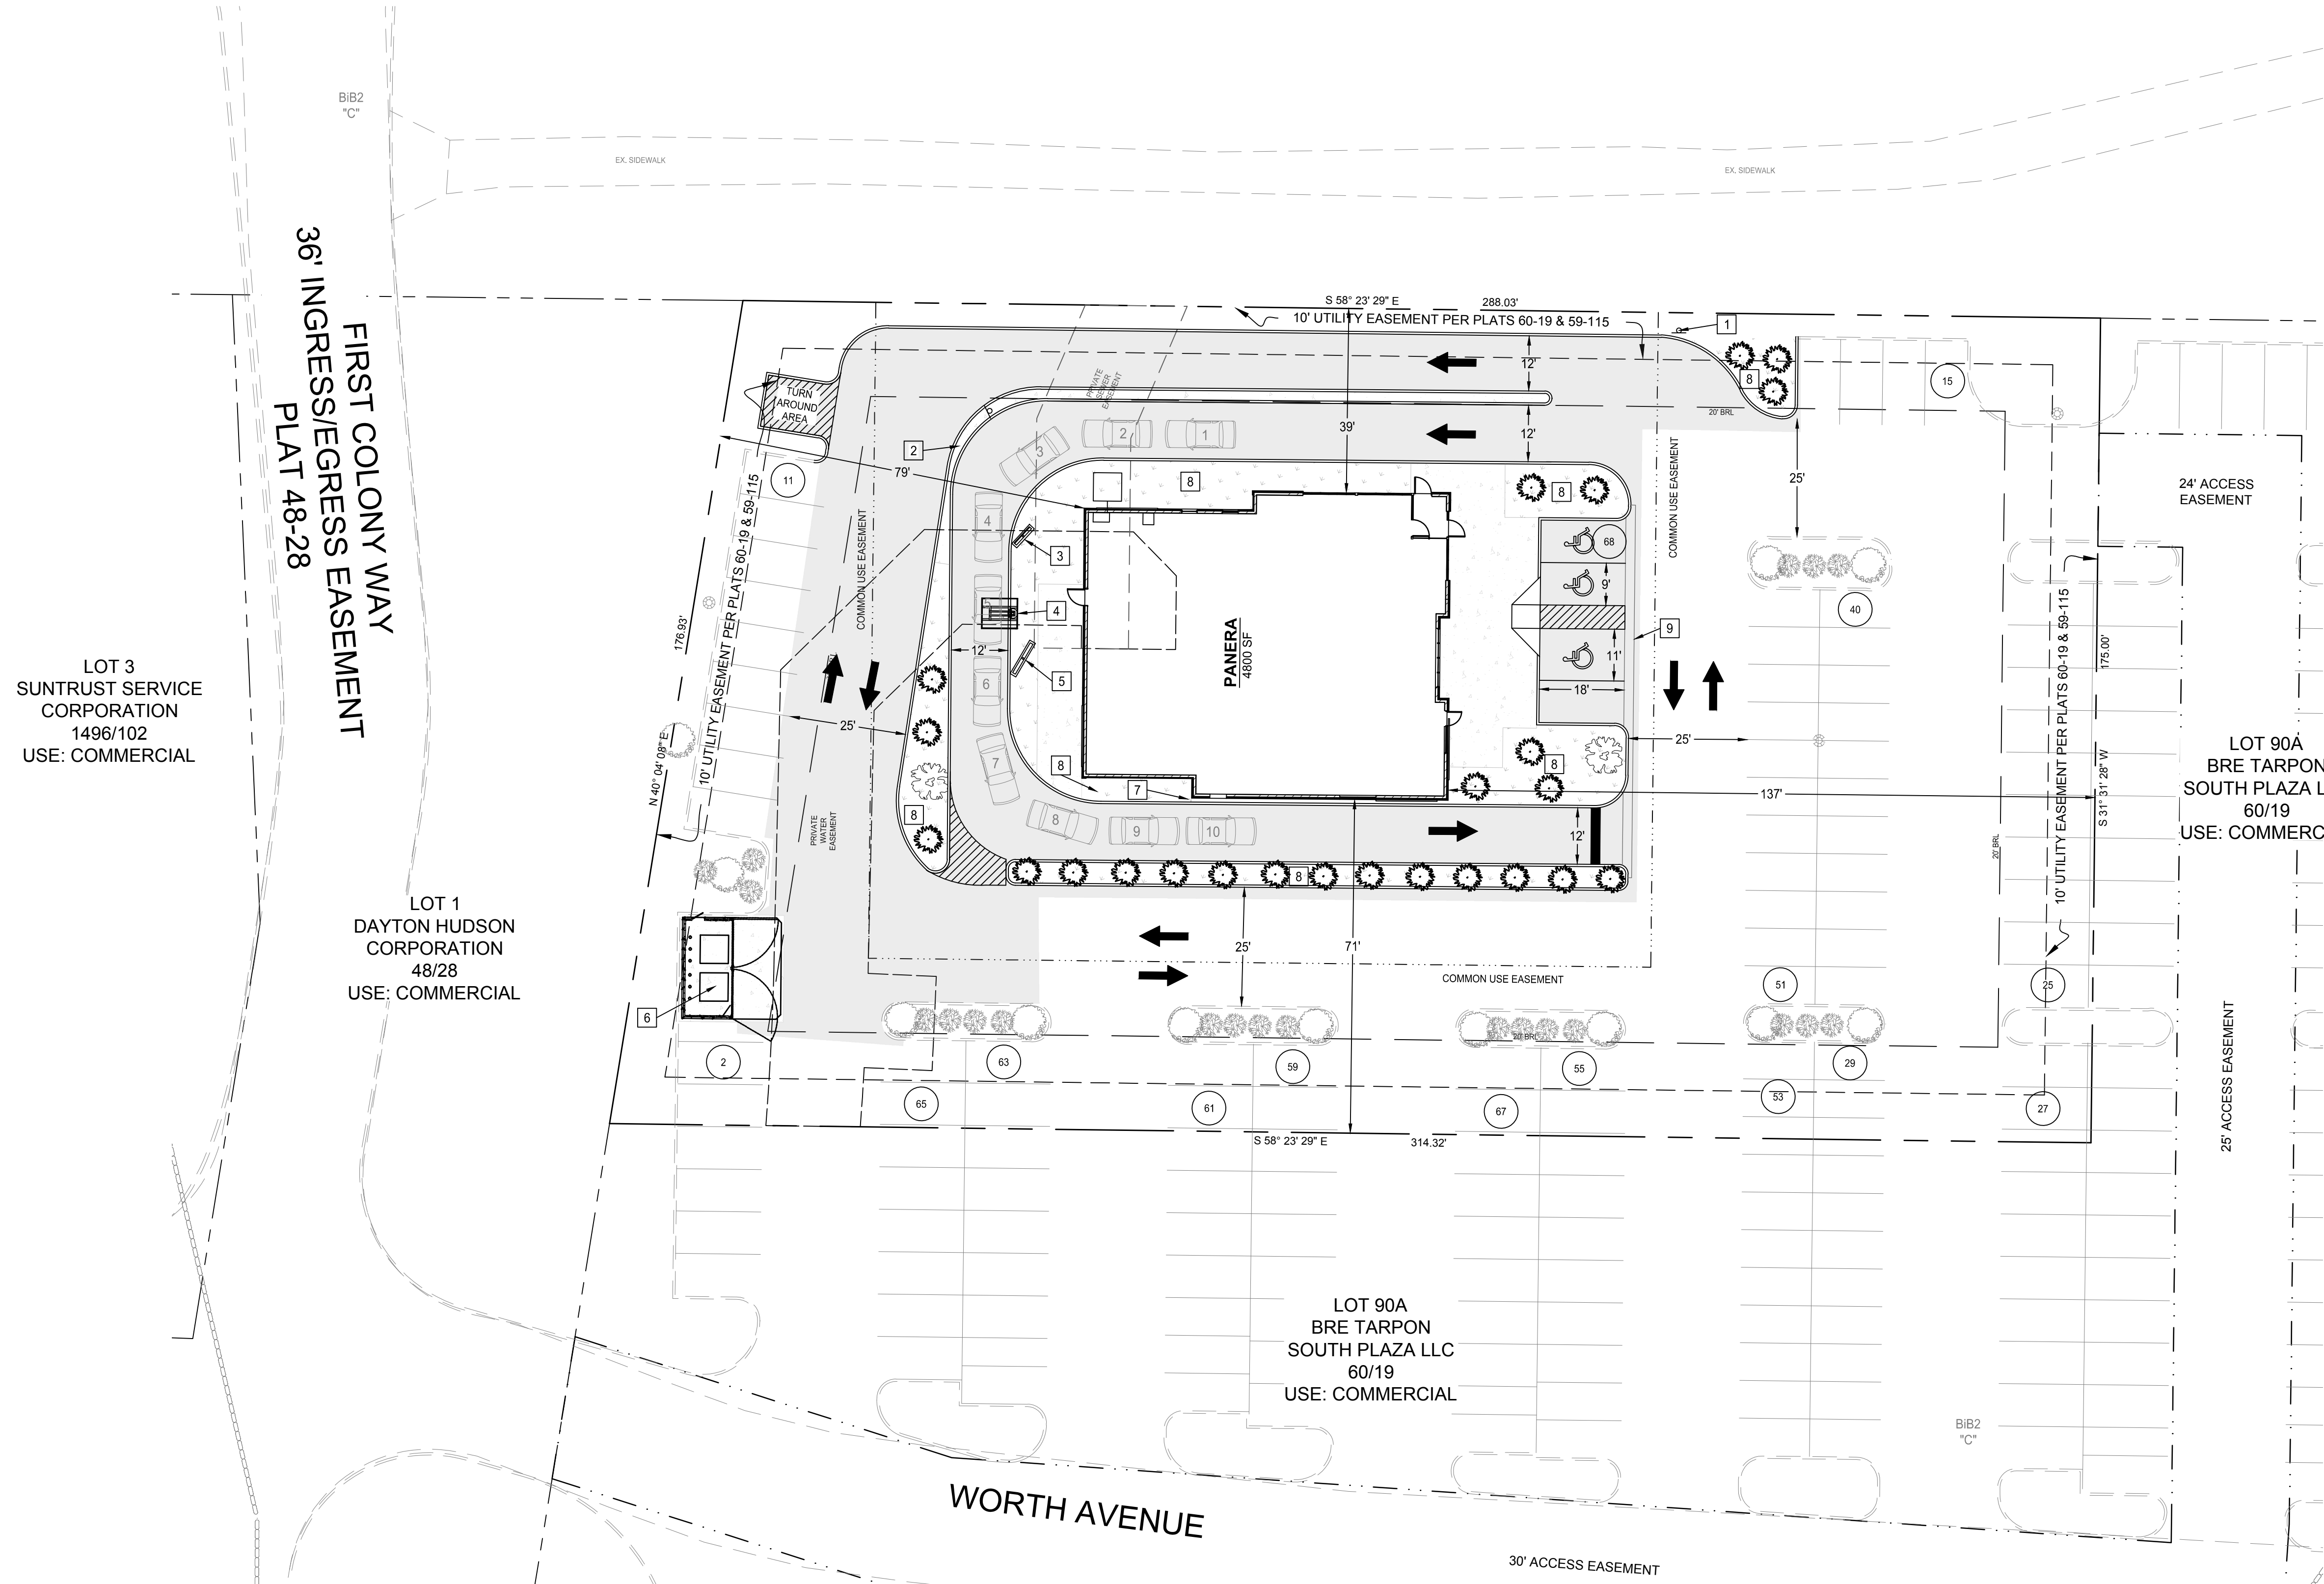 BiB2
"C"
EX. SIDEWALK
EX. SIDEWALK
FIRST COLONY WAY
36' INGRESS/EGRESS EASEMENT
PLAT 48-28
S 58° 23' 29" E
288.03'
10' UTILITY EASEMENT PER PLATS 60-19 & 59-115
1
12'
8
15
20' BRL
TURN
AROUND
AREA
PRIVATE
SEWER
EASEMENT
39'
12'
2
1
2
3
79'
11
8
8
25'
24' ACCESS
EASEMENT
COMMON USE EASEMENT
COMMON USE EASEMENT
4
3
68
9'
5
4
40
9
12'
5
6
11'
18'
PANERA
4800 SF
176.93'
N 40° 04' 08" E
10' UTILITY EASEMENT PER PLATS 60-19 & 59-115
10' UTILITY EASEMENT PER PLATS 60-19 & 59-115
175.00'
S 31° 31' 28" W
LOT 3
SUNTRUST SERVICE
CORPORATION
1496/102
USE: COMMERCIAL
25'
25'
7
8
7
8
137'
LOT 90A
BRE TARPON
SOUTH PLAZA L
60/19
USE: COMMERC
8
8
9
10
12'
PRIVATE
WATER
EASEMENT
20' BRL
8
LOT 1
DAYTON HUDSON
CORPORATION
48/28
USE: COMMERCIAL
25'
71'
COMMON USE EASEMENT
51
25
6
20' BRL
2
63
59
55
29
65
61
67
53
27
S 58° 23' 29" E
314.32'
25' ACCESS EASEMENT
LOT 90A
BRE TARPON
SOUTH PLAZA LLC
60/19
USE: COMMERCIAL
BiB2
"C"
WORTH AVENUE
30' ACCESS EASEMENT